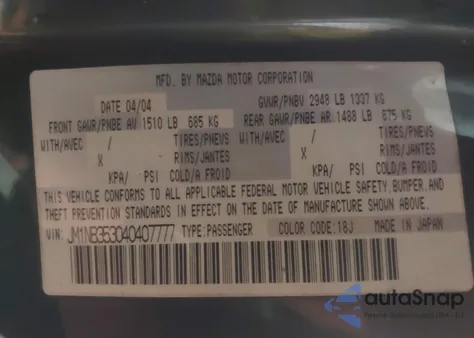 MFD. BY MAZDA MOTOR CORPORATION
DATE 04/04 GVWR/PNBV 2948 LB 1337 KG
FRONT GAWR/PNBE AV 1510 LB 685 KG REAR GAWR/PNBE AR 1488 LB 675 KG
WITH/AVEC / TIRES/PNEUS WITH/AVEC / TIRES/PNEUS
X RIMS/JANTES X RIMS/JANTES
KPA/ PSI COLD/A FROID KPA/ PSI COLD/A FROID
THIS VEHICLE CONFORMS TO ALL APPLICABLE FEDERAL MOTOR VEHICLE SAFETY, BUMPER, AND
THEFT PREVENTION STANDARDS IN EFFECT ON THE DATE OF MANUFACTURE SHOWN ABOVE.
VIN: JM1NB353040407777 TYPE:PASSENGER COLOR CODE:18J MADE IN JAPAN
autoSnap